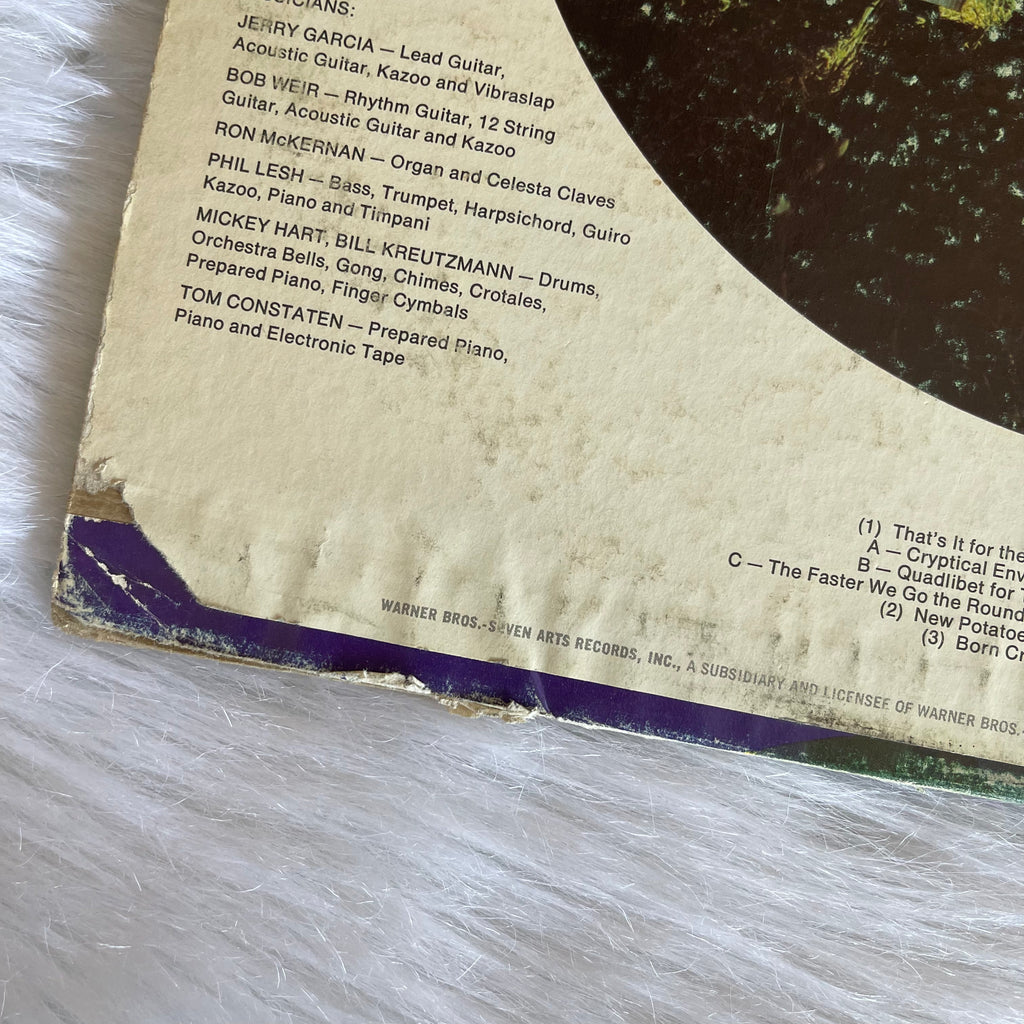 SICIANS:
JERRY GARCIA — Lead Guitar,
Acoustic Guitar, Kazoo and Vibraslap
BOB WEIR — Rhythm Guitar, 12 String
Guitar, Acoustic Guitar and Kazoo
RON McKERNAN — Organ and Celesta Claves
PHIL LESH — Bass, Trumpet, Harpsichord, Guiro
Kazoo, Piano and Timpani
MICKEY HART, BILL KREUTZMANN — Drums,
Orchestra Bells, Gong, Chimes, Crotales,
Prepared Piano, Finger Cymbals
TOM CONSTATEN — Prepared Piano,
Piano and Electronic Tape
(1) That's It for the
A — Cryptical Env
B — Quadlibet for
C — The Faster We Go the Round
(2) New Potatoe
(3) Born Cr
WARNER BROS.-SEVEN ARTS RECORDS, INC., A SUBSIDIARY AND LICENSEE OF WARNER BROS.-